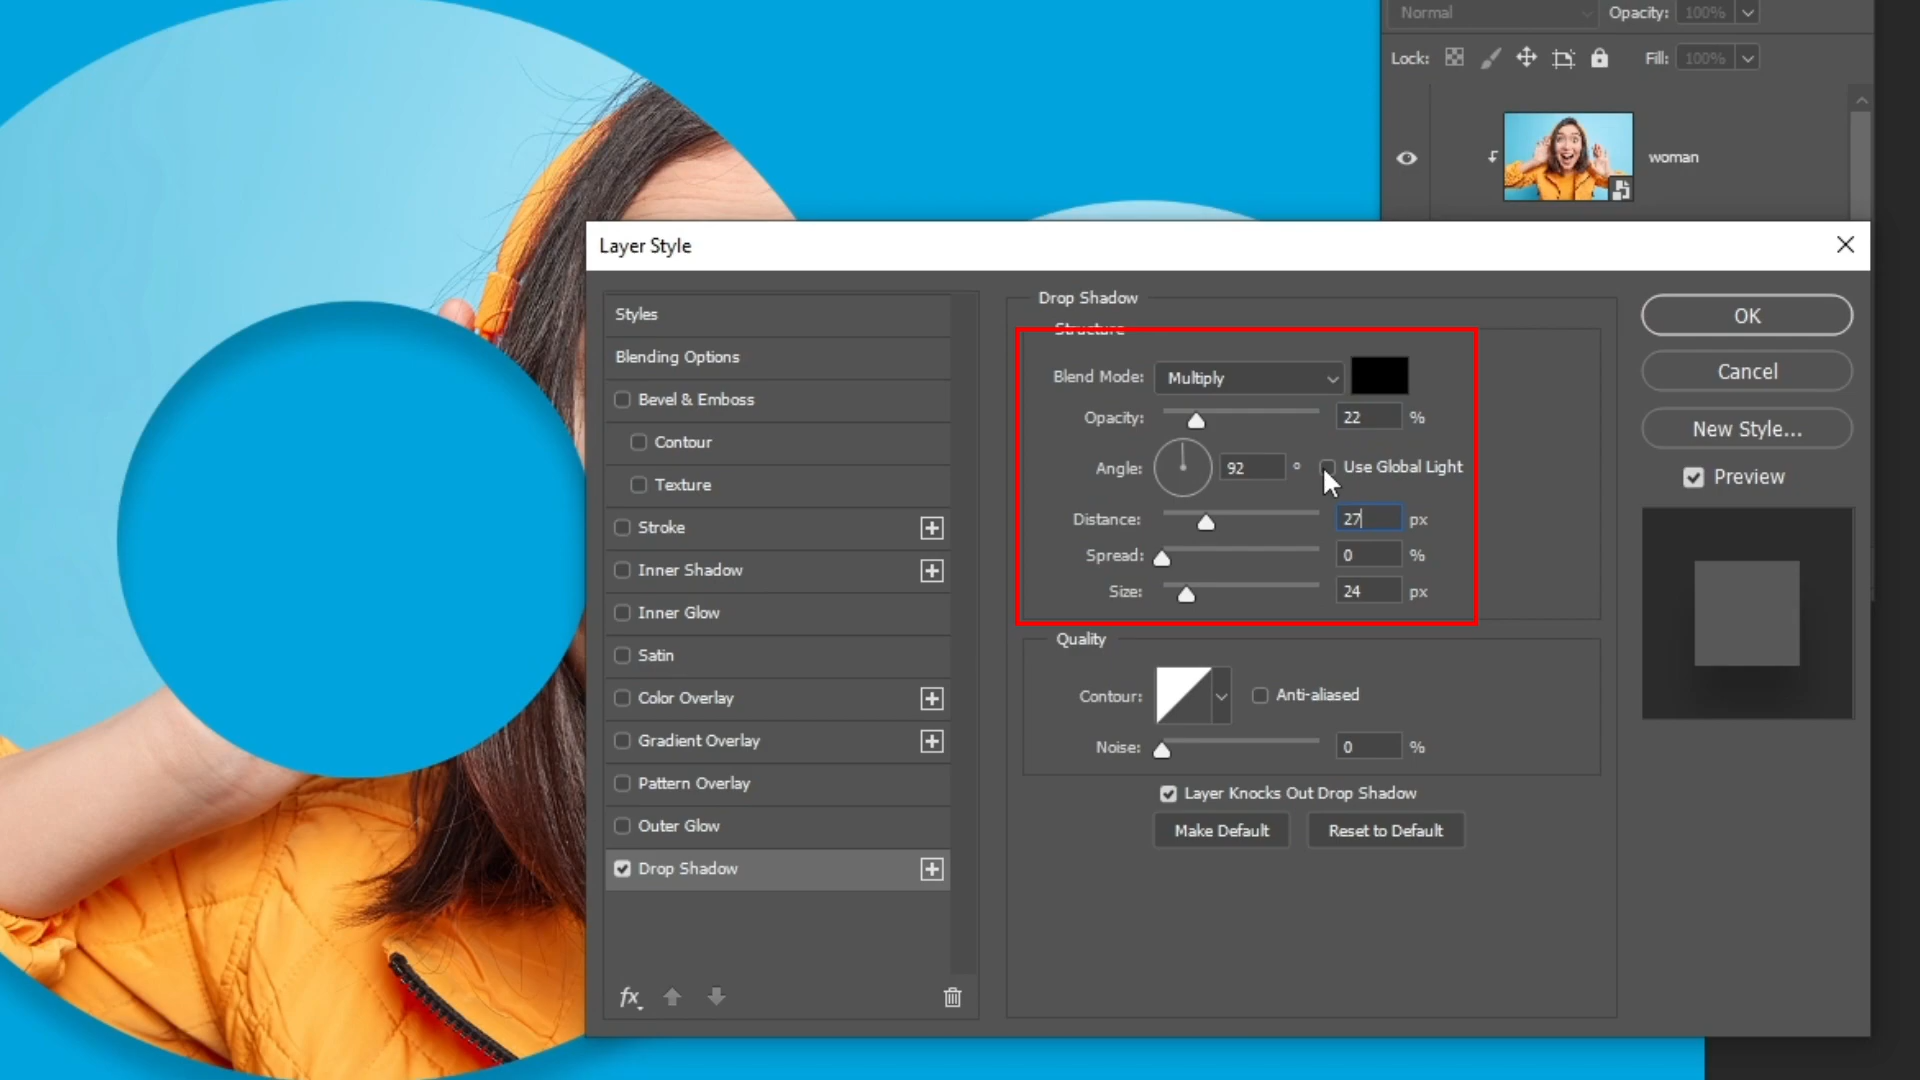 Normal
Opacity: 100%
Lock:
Fill: 100%
woman
Layer Style
Styles
Blending Options
Bevel & Emboss
Contour
Texture
Stroke
Inner Shadow
Inner Glow
Satin
Color Overlay
Gradient Overlay
Pattern Overlay
Outer Glow
Drop Shadow
fx
Drop Shadow
Structure
Blend Mode: Multiply
Opacity: 22 %
Angle: 92 ° Use Global Light
Distance: 27 px
Spread: 0 %
Size: 24 px
Quality
Contour: Anti-aliased
Noise: 0 %
Layer Knocks Out Drop Shadow
Make Default Reset to Default
OK
Cancel
New Style...
Preview